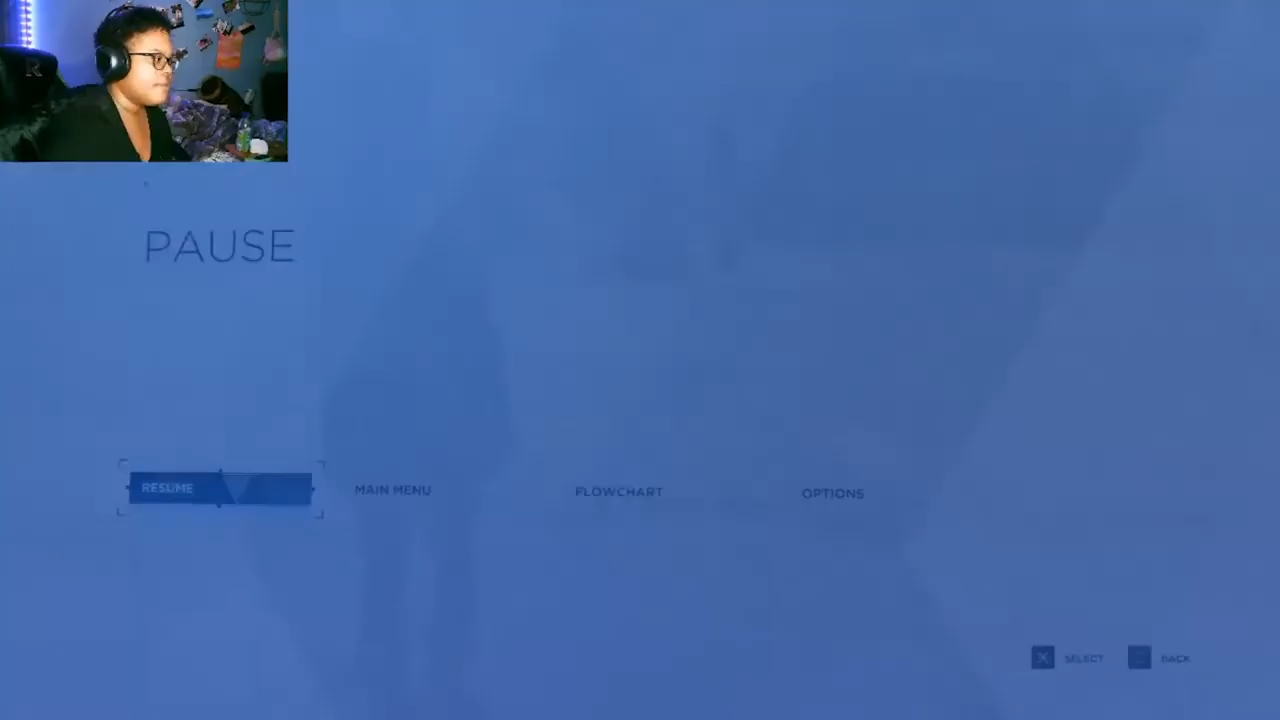 PAUSE
RESUME
MAIN MENU
FLOWCHART
OPTIONS
SELECT
BACK